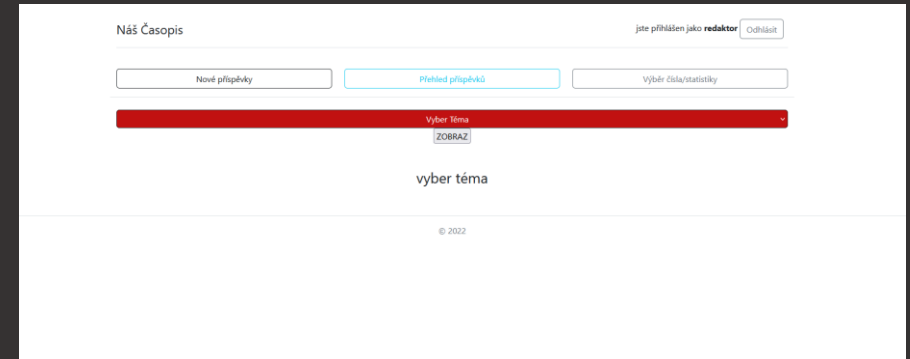 Náš Časopis
jste přihlášen jako redaktor Odhlásit
Nové příspěvky Přehled příspěvků Výběr čísla/statistiky
Vyber Téma
ZOBRAZ
vyber téma
© 2022